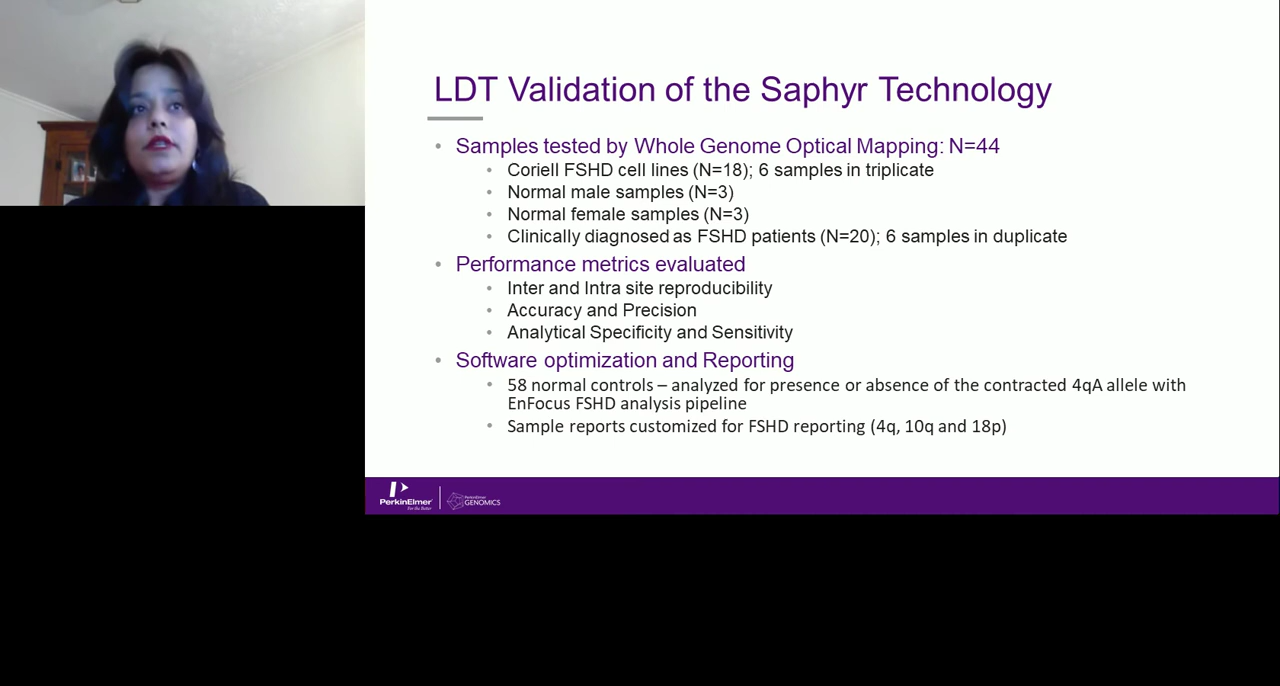 LDT Validation of the Saphyr Technology
• Samples tested by Whole Genome Optical Mapping: N=44
• Coriell FSHD cell lines (N=18); 6 samples in triplicate
• Normal male samples (N=3)
• Normal female samples (N=3)
• Clinically diagnosed as FSHD patients (N=20); 6 samples in duplicate
• Performance metrics evaluated
• Inter and Intra site reproducibility
• Accuracy and Precision
• Analytical Specificity and Sensitivity
• Software optimization and Reporting
• 58 normal controls – analyzed for presence or absence of the contracted 4qA allele with
EnFocus FSHD analysis pipeline
• Sample reports customized for FSHD reporting (4q, 10q and 18p)
PerkinElmer
For the Better
PerkinElmer
GENOMICS